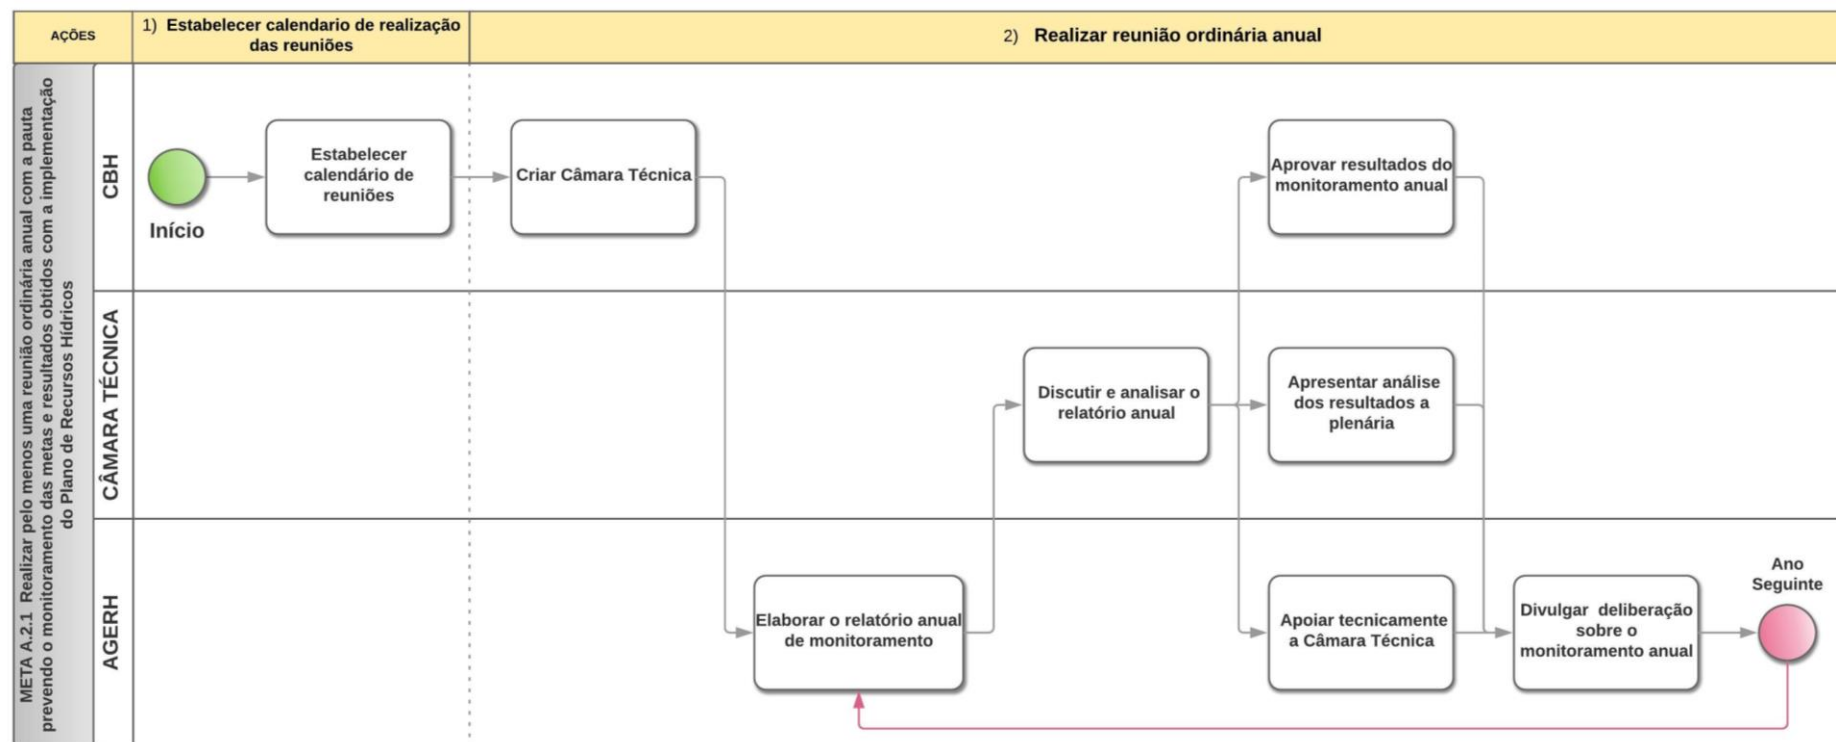 AÇÕES
1) Estabelecer calendario de realização
das reuniões
2) Realizar reunião ordinária anual
META A.2.1 Realizar pelo menos uma reunião ordinária anual com a pauta
prevendo o monitoramento das metas e resultados obtidos com a implementação
do Plano de Recursos Hídricos
CBH
Início
Estabelecer
calendário de
reuniões
Criar Câmara Técnica
Aprovar resultados do
monitoramento anual
CÂMARA TÉCNICA
Discutir e analisar o
relatório anual
Apresentar análise
dos resultados a
plenária
AGERH
Elaborar o relatório anual
de monitoramento
Apoiar tecnicamente
a Câmara Técnica
Divulgar deliberação
sobre o
monitoramento anual
Ano
Seguinte